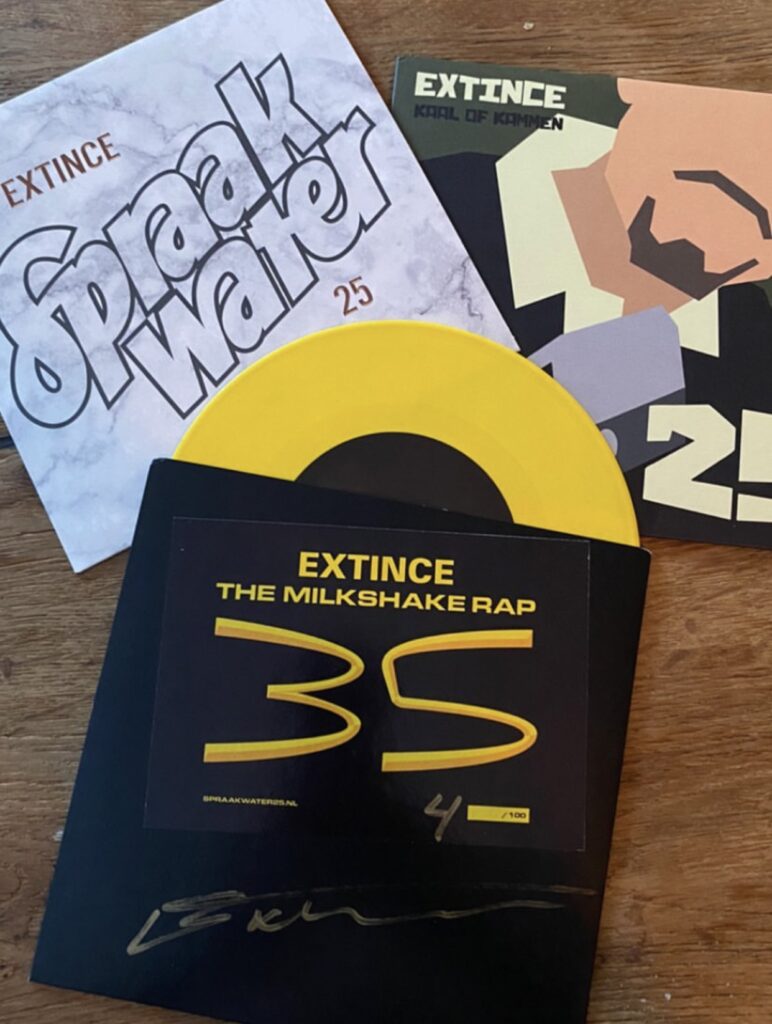 EXTINCE
Spraak
water
25
EXTINCE
KAAL OF KAMMEN
25
EXTINCE
THE MILKSHAKE RAP
35
SPRAAKWATER25.NL
4 /100